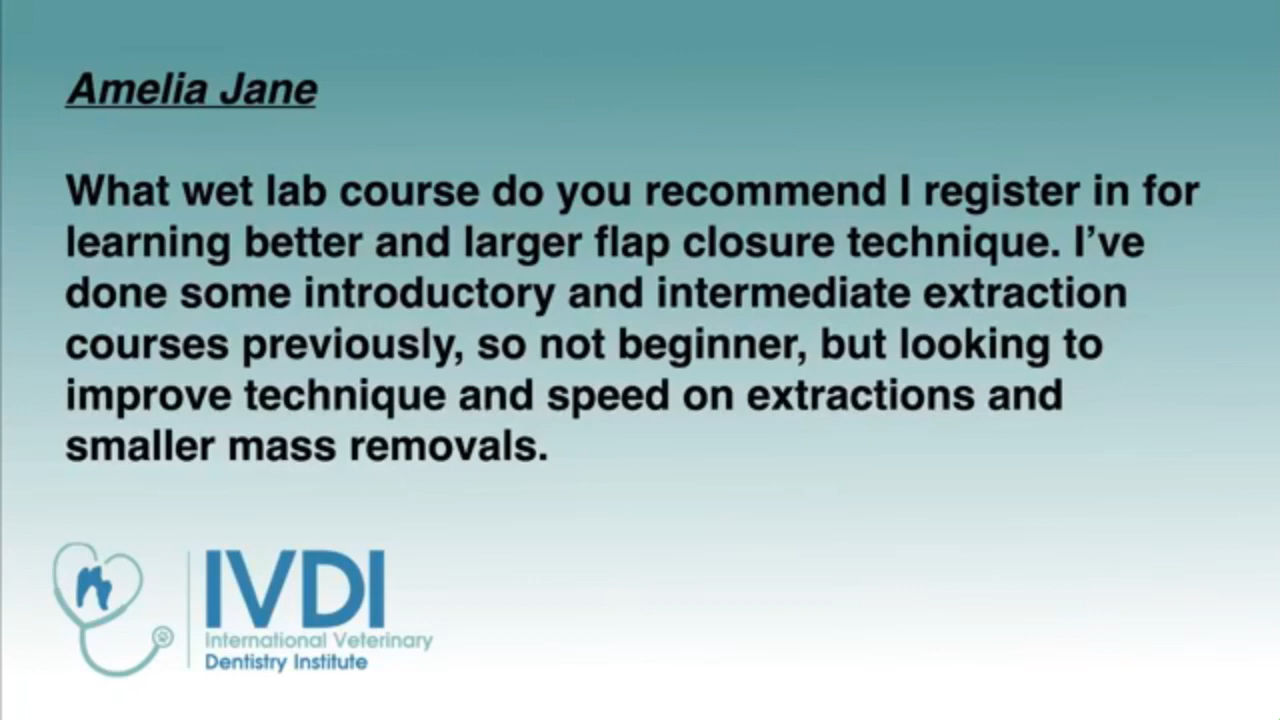 Amelia Jane
What wet lab course do you recommend I register in for
learning better and larger flap closure technique. I’ve
done some introductory and intermediate extraction
courses previously, so not beginner, but looking to
improve technique and speed on extractions and
smaller mass removals.
IVDI
International Veterinary
Dentistry Institute